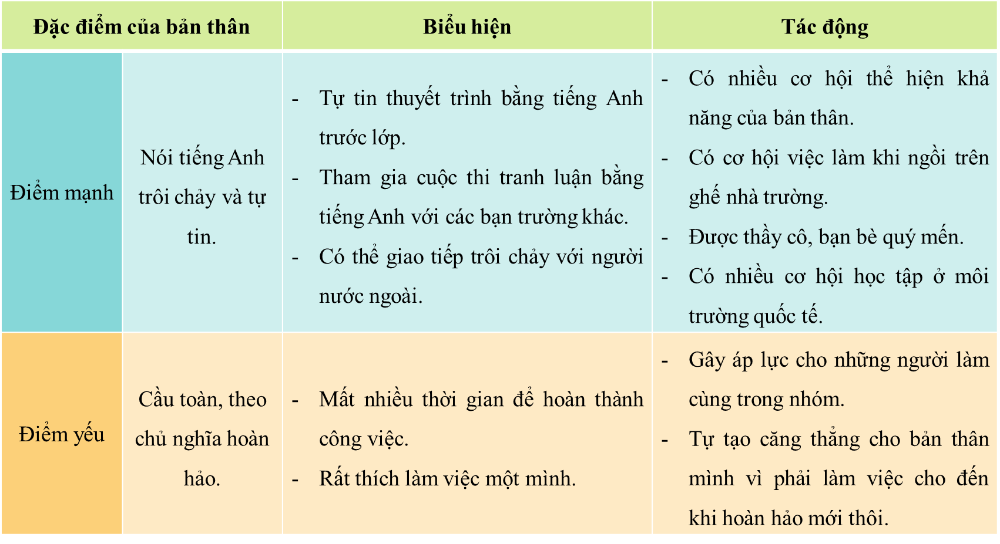 Đặc điểm của bản thân
Biểu hiện
Tác động
Điểm mạnh
Nói tiếng Anh
trôi chảy và tự
tin.
- Tự tin thuyết trình bằng tiếng Anh
trước lớp.
- Tham gia cuộc thi tranh luận bằng
tiếng Anh với các bạn trường khác.
- Có thể giao tiếp trôi chảy với người
nước ngoài.
- Có nhiều cơ hội thể hiện khả
năng của bản thân.
- Có cơ hội việc làm khi ngồi trên
ghế nhà trường.
- Được thầy cô, bạn bè quý mến.
- Có nhiều cơ hội học tập ở môi
trường quốc tế.
Điểm yếu
Cầu toàn, theo
chủ nghĩa hoàn
hảo.
- Mất nhiều thời gian để hoàn thành
công việc.
- Rất thích làm việc một mình.
- Gây áp lực cho những người làm
cùng trong nhóm.
- Tự tạo căng thẳng cho bản thân
mình vì phải làm việc cho đến
khi hoàn hảo mới thôi.